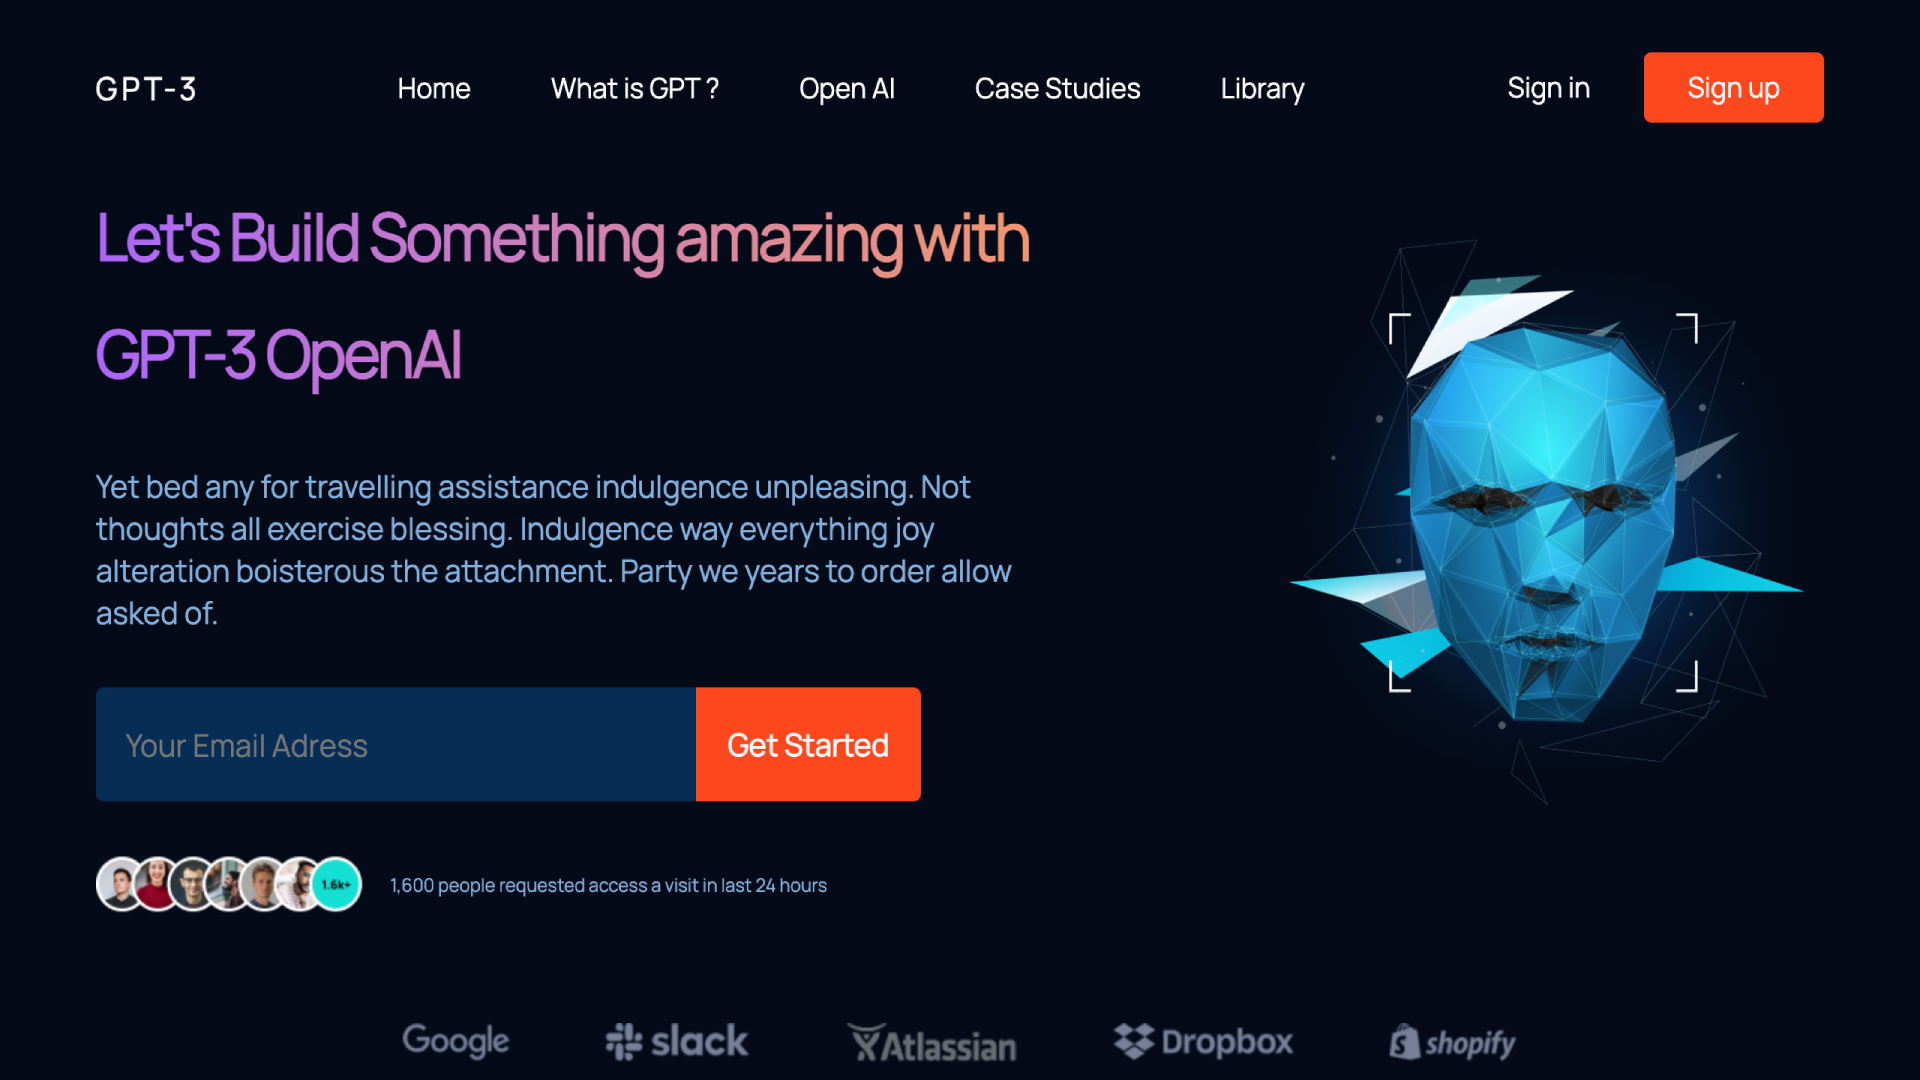 GPT-3
Home
What is GPT ?
Open AI
Case Studies
Library
Sign in
Sign up
Let's Build Something amazing with
GPT-3 OpenAI
Yet bed any for travelling assistance indulgence unpleasing. Not
thoughts all exercise blessing. Indulgence way everything joy
alteration boisterous the attachment. Party we years to order allow
asked of.
Your Email Adress
Get Started
1.6k+
1,600 people requested access a visit in last 24 hours
Google
slack
Atlassian
Dropbox
shopify